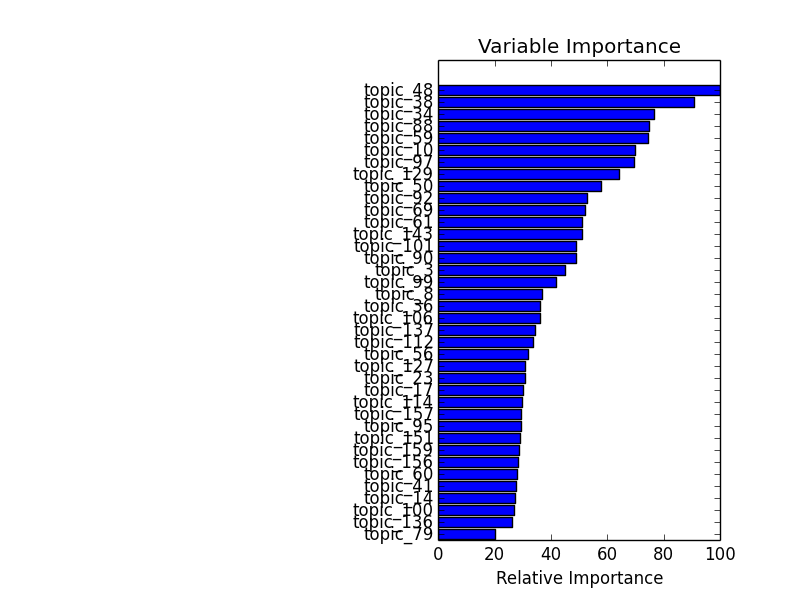 Variable Importance
topic_48
topic_38
topic_34
topic_88
topic_59
topic_10
topic_97
topic_129
topic_50
topic_92
topic_69
topic_61
topic_143
topic_101
topic_90
topic_3
topic_99
topic_8
topic_36
topic_106
topic_137
topic_112
topic_56
topic_127
topic_23
topic_17
topic_114
topic_157
topic_95
topic_151
topic_159
topic_156
topic_60
topic_41
topic_14
topic_100
topic_136
topic_79
0 20 40 60 80 100
Relative Importance